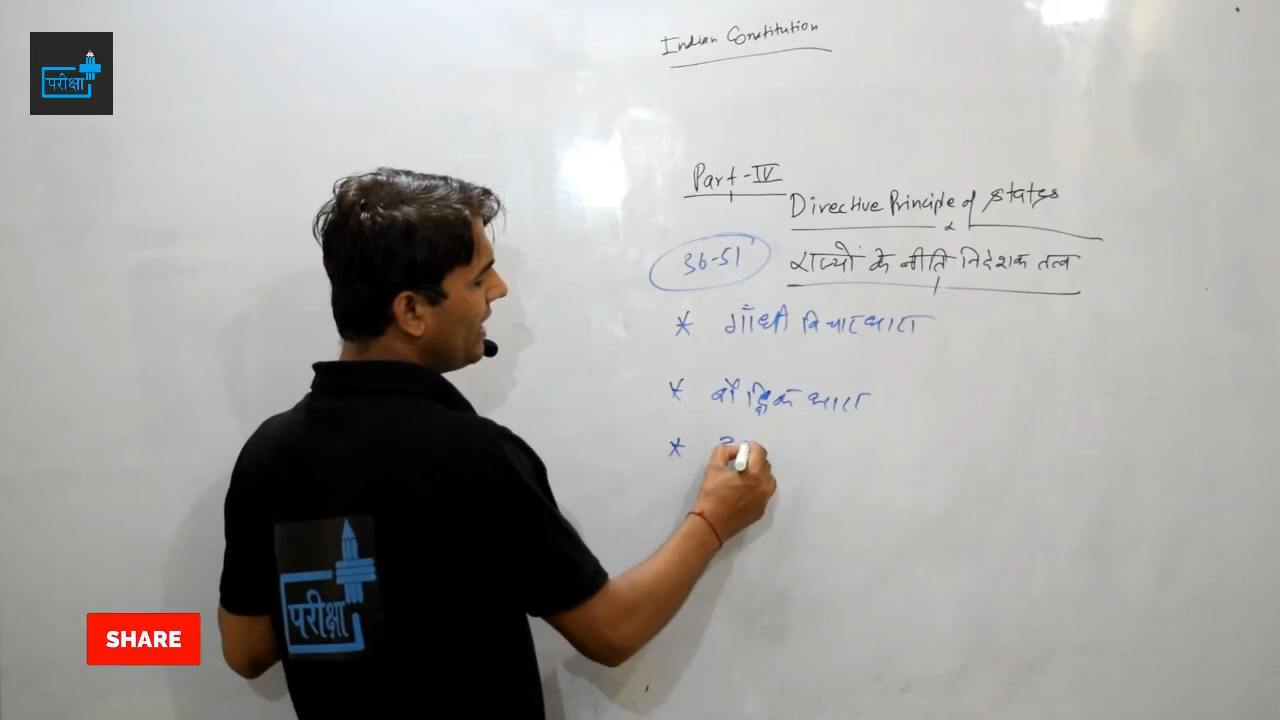 परीक्षा
Indian Constitution
Part-IV
Directive Principle of States
36-51
राज्यों के नीति निदेशक तत्व
* गाँधी विचारधारा
* बौद्धिक धारा
*
परीक्षा
SHARE